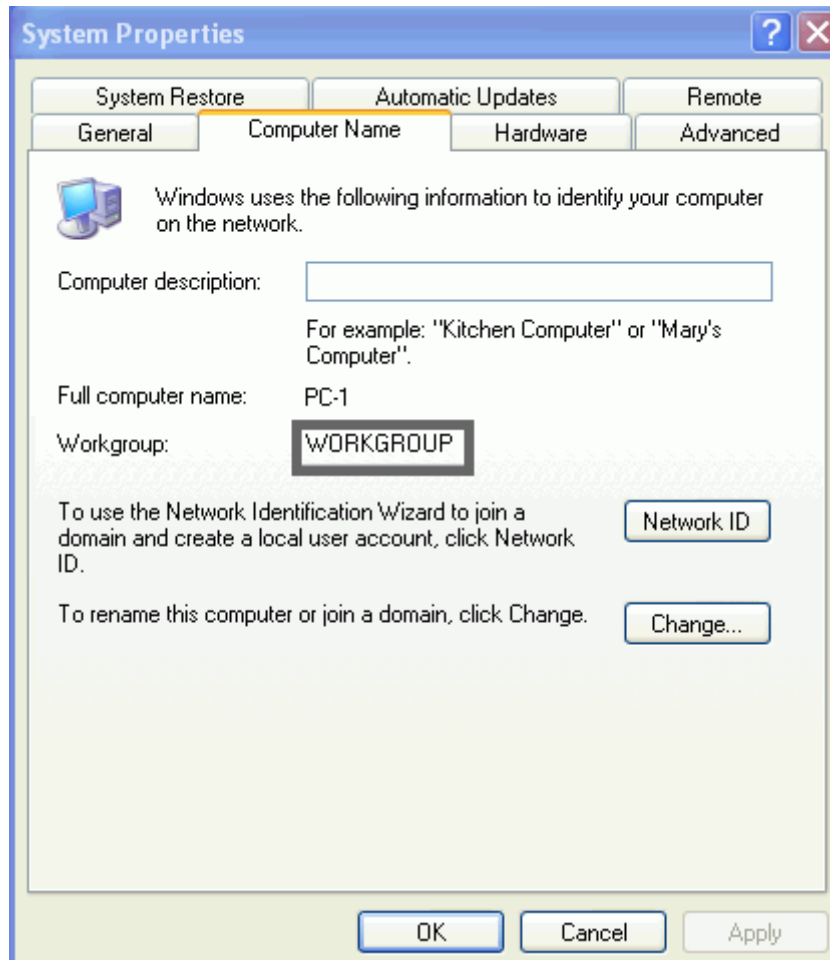 System Properties
?
System Restore
Automatic Updates
Remote
General
Computer Name
Hardware
Advanced
Windows uses the following information to identify your computer
on the network.
Computer description:
For example: "Kitchen Computer" or "Mary's
Computer".
Full computer name: PC-1
Workgroup: WORKGROUP
To use the Network Identification Wizard to join a
domain and create a local user account, click Network
ID.
Network ID
To rename this computer or join a domain, click Change.
Change...
OK
Cancel
Apply